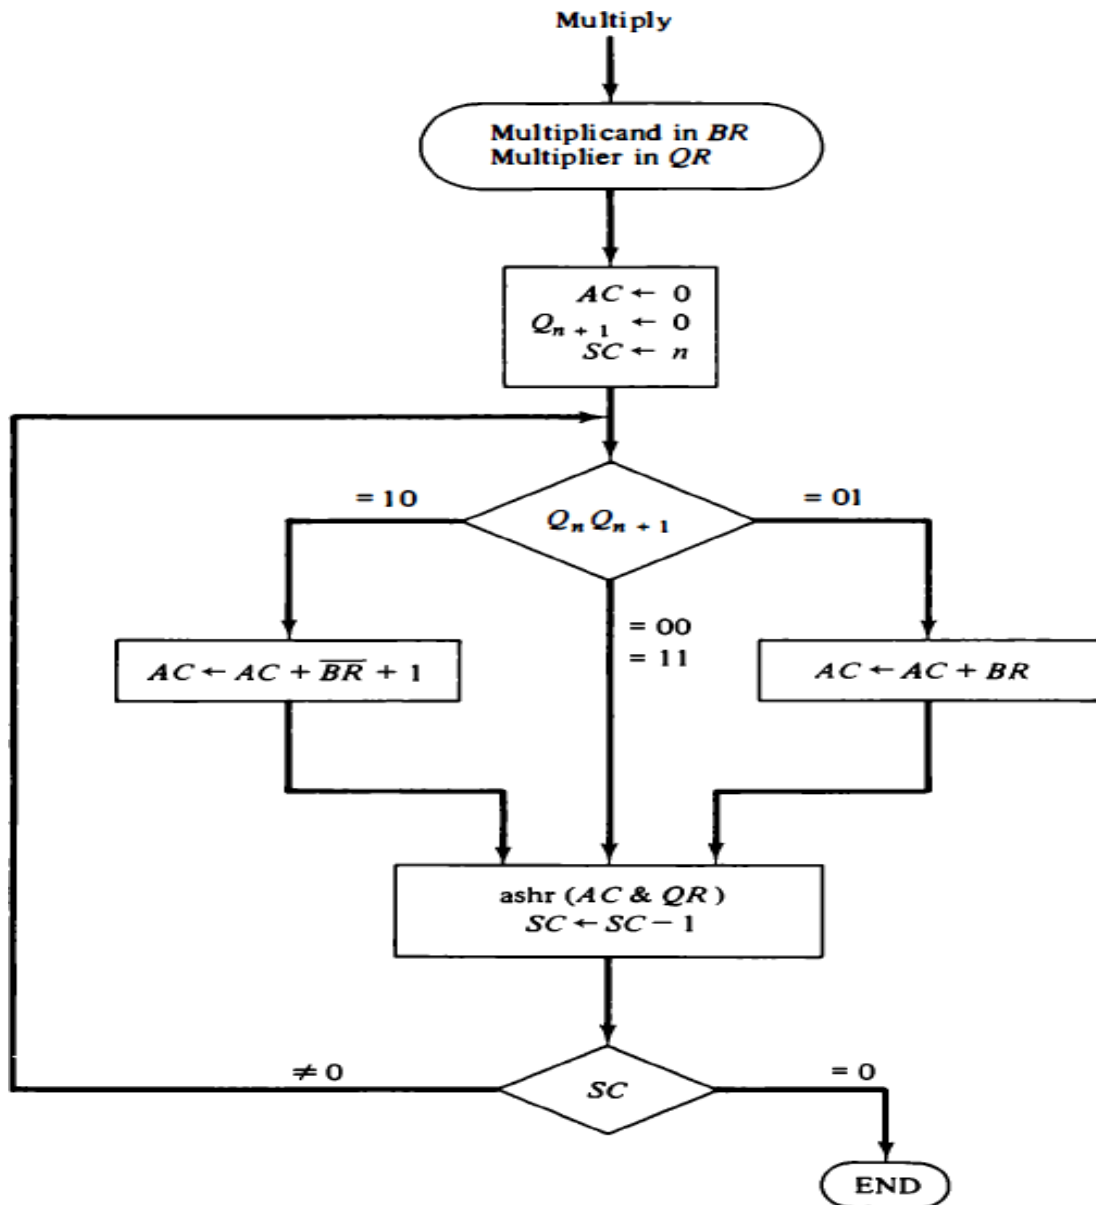 Multiply
Multiplicand in BR
Multiplier in QR
AC ← 0
Qn + 1 ← 0
SC ← n
= 10
QnQn + 1
= 01
= 00
= 11
AC ← AC + B̅R̅ + 1
AC ← AC + BR
ashr (AC & QR )
SC ← SC − 1
≠ 0
SC
= 0
END